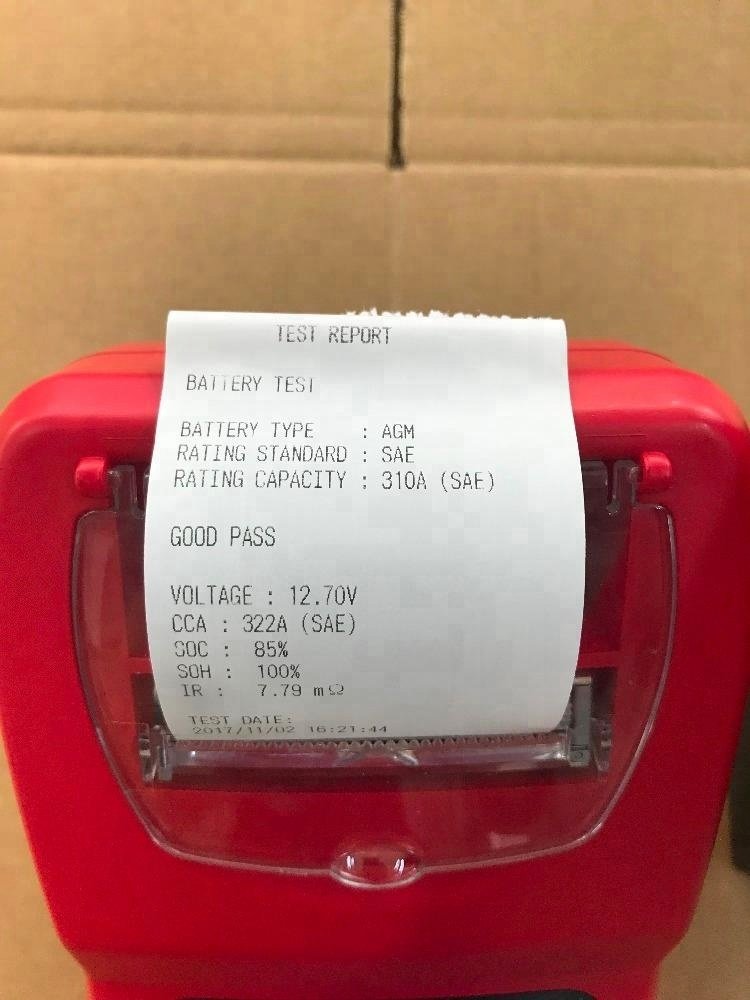 TEST REPORT
BATTERY TEST
BATTERY TYPE : AGM
RATING STANDARD : SAE
RATING CAPACITY : 310A (SAE)
GOOD PASS
VOLTAGE : 12.70V
CCA : 322A (SAE)
SOC : 85%
SOH : 100%
IR : 7.79 mΩ
TEST DATE:
2017/11/02 16:21:44